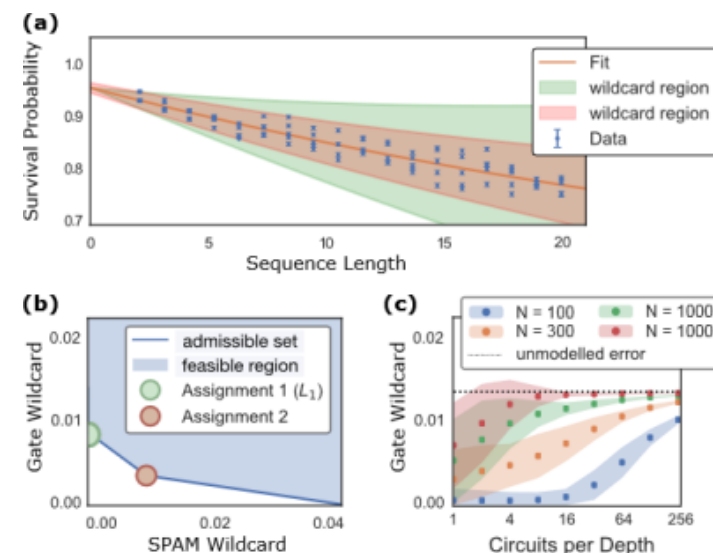 (a)
Survival Probability
1.0
0.9
0.8
0.7
0
5
10
15
20
Sequence Length
Fit
wildcard region
wildcard region
Data
(b)
Gate Wildcard
0.02
0.01
0.00
0.00
0.02
0.04
SPAM Wildcard
admissible set
feasible region
Assignment 1 (L₁)
Assignment 2
(c)
N = 100
N = 1000
N = 300
N = 1000
unmodelled error
Gate Wildcard
0.02
0.01
0.00
1
4
16
64
256
Circuits per Depth